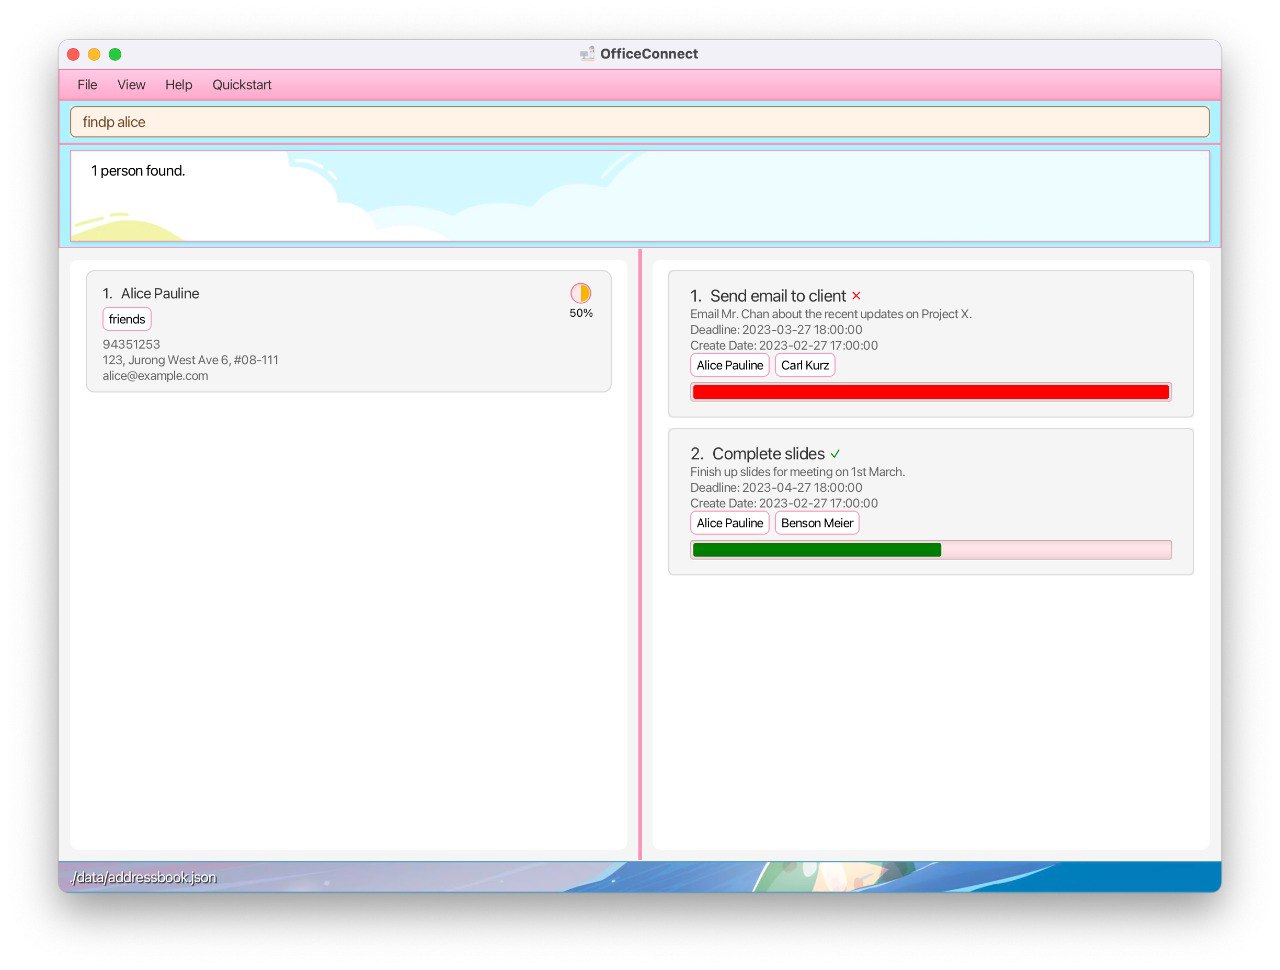 OfficeConnect
File View Help Quickstart
findp alice
1 person found.
1. Alice Pauline
friends
50%
94351253
123, Jurong West Ave 6, #08-111
alice@example.com
1. Send email to client ✗
Email Mr. Chan about the recent updates on Project X.
Deadline: 2023-03-27 18:00:00
Create Date: 2023-02-27 17:00:00
Alice Pauline Carl Kurz
2. Complete slides ✓
Finish up slides for meeting on 1st March.
Deadline: 2023-04-27 18:00:00
Create Date: 2023-02-27 17:00:00
Alice Pauline Benson Meier
./data/addressbook.json